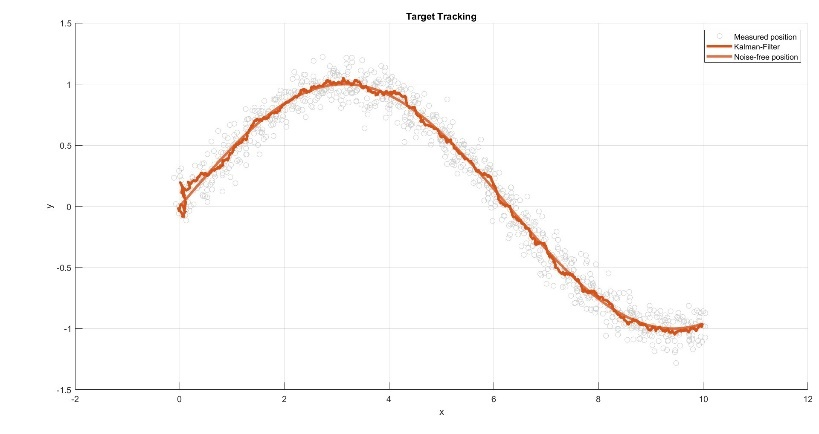 Target Tracking
Measured position
Kalman-Filter
Noise-free position
1.5
1
0.5
0
-0.5
-1
-1.5
y
-2
0
2
4
6
8
10
12
x